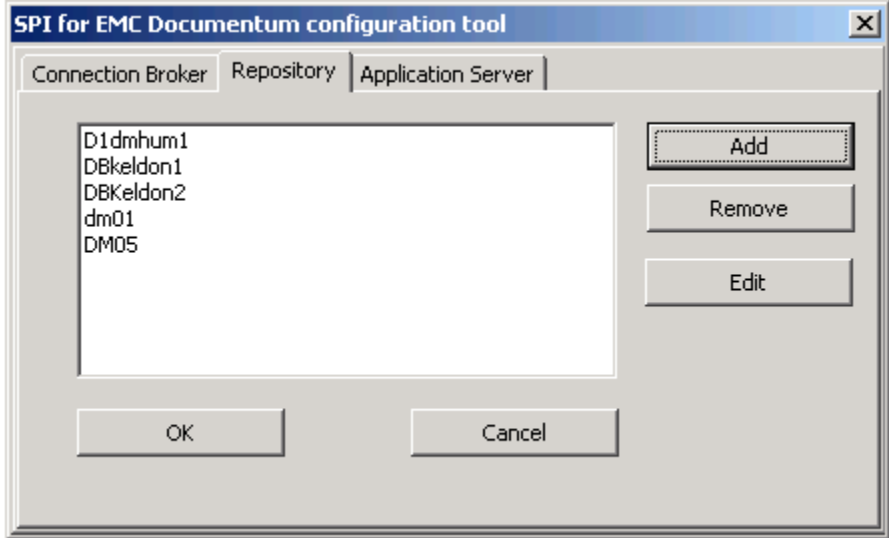 SPI for EMC Documentum configuration tool
Connection Broker Repository Application Server
D1dmhum1
DBkeldon1
DBKeldon2
dm01
DM05
Add
Remove
Edit
OK Cancel